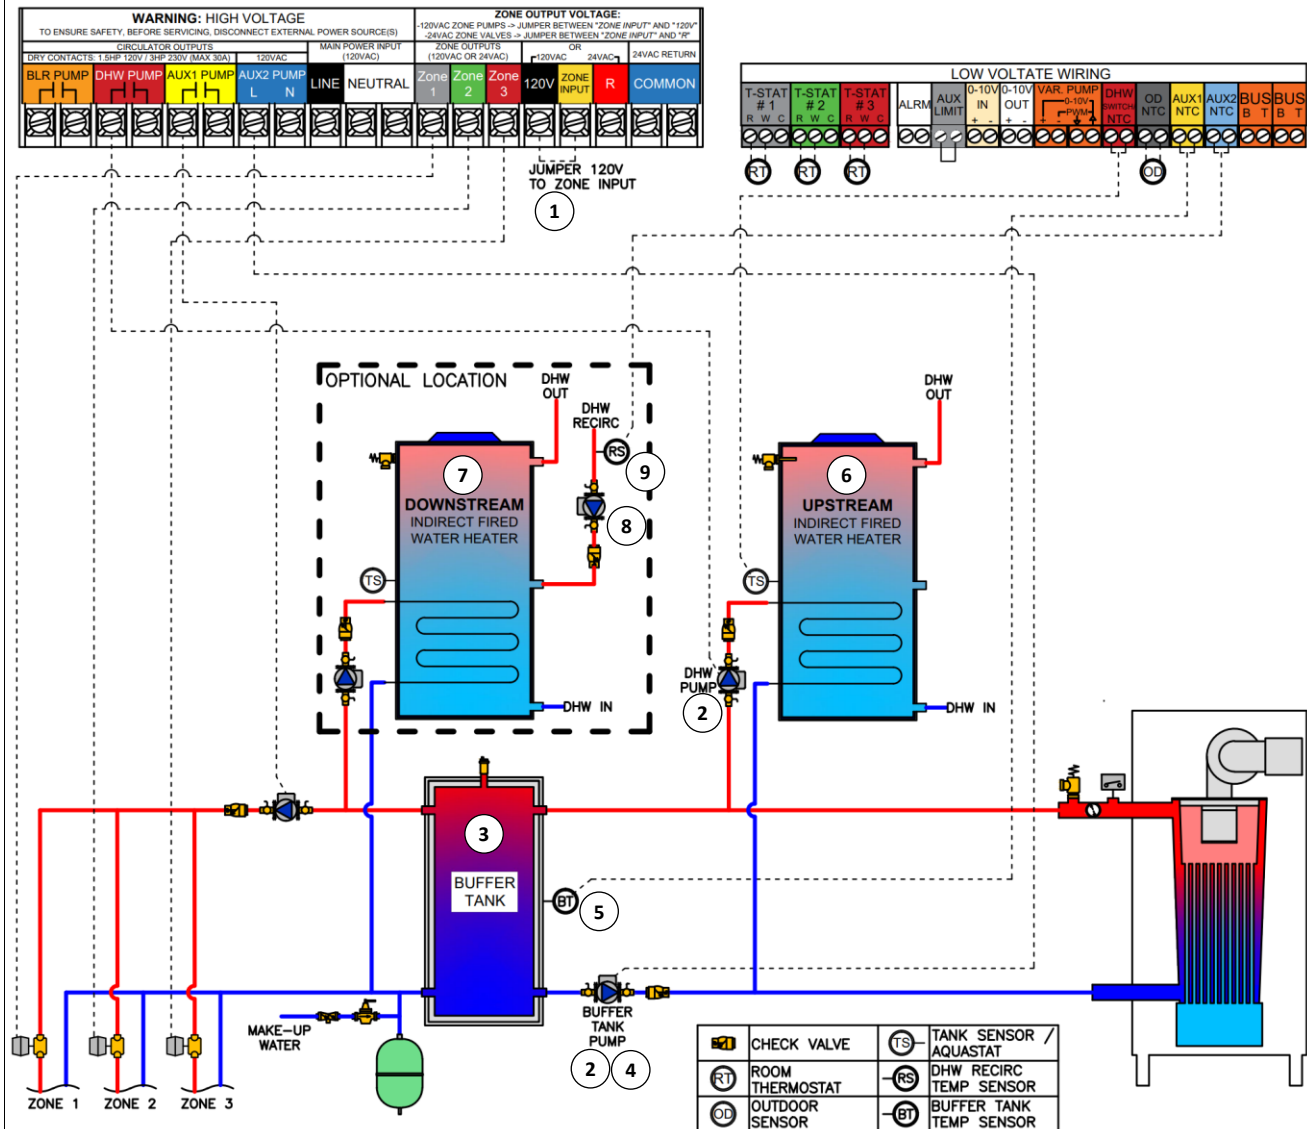 WARNING: HIGH VOLTAGE
TO ENSURE SAFETY, BEFORE SERVICING, DISCONNECT EXTERNAL POWER SOURCE(S)
ZONE OUTPUT VOLTAGE:
-120VAC ZONE PUMPS -> JUMPER BETWEEN "ZONE INPUT" AND "120V"
-24VAC ZONE VALVES -> JUMPER BETWEEN "ZONE INPUT" AND "R"
CIRCULATOR OUTPUTS
DRY CONTACTS: 1.5HP 120V / 3HP 230V (MAX 30A)
120VAC
MAIN POWER INPUT
(120VAC)
ZONE OUTPUTS
(120VAC OR 24VAC)
OR
120VAC 24VAC
24VAC RETURN
BLR PUMP
DHW PUMP
AUX1 PUMP
AUX2 PUMP
L N
LINE
NEUTRAL
Zone
1
Zone
2
Zone
3
120V
ZONE
INPUT
R
COMMON
JUMPER 120V
TO ZONE INPUT
1
LOW VOLTATE WIRING
T-STAT
# 1
R W C
T-STAT
# 2
R W C
T-STAT
# 3
R W C
ALRM
AUX
LIMIT
0-10V
IN
+ -
0-10V
OUT
+ -
VAR. PUMP
0-10V
PWM
+ -
DHW
SWITCH/
NTC
OD
NTC
AUX1
NTC
AUX2
NTC
BUS
B T
BUS
B T
RT
RT
RT
OD
OPTIONAL LOCATION
DHW
OUT
DHW
RECIRC
RS
9
7
DOWNSTREAM
INDIRECT FIRED
WATER HEATER
8
TS
DHW IN
DHW
OUT
6
UPSTREAM
INDIRECT FIRED
WATER HEATER
TS
DHW
PUMP
2
DHW IN
3
BUFFER
TANK
BT
5
BUFFER
TANK
PUMP
2
4
MAKE-UP
WATER
ZONE 1
ZONE 2
ZONE 3
CHECK VALVE
TS
TANK SENSOR /
AQUASTAT
RT
ROOM
THERMOSTAT
RS
DHW RECIRC
TEMP SENSOR
OD
OUTDOOR
SENSOR
BT
BUFFER TANK
TEMP SENSOR